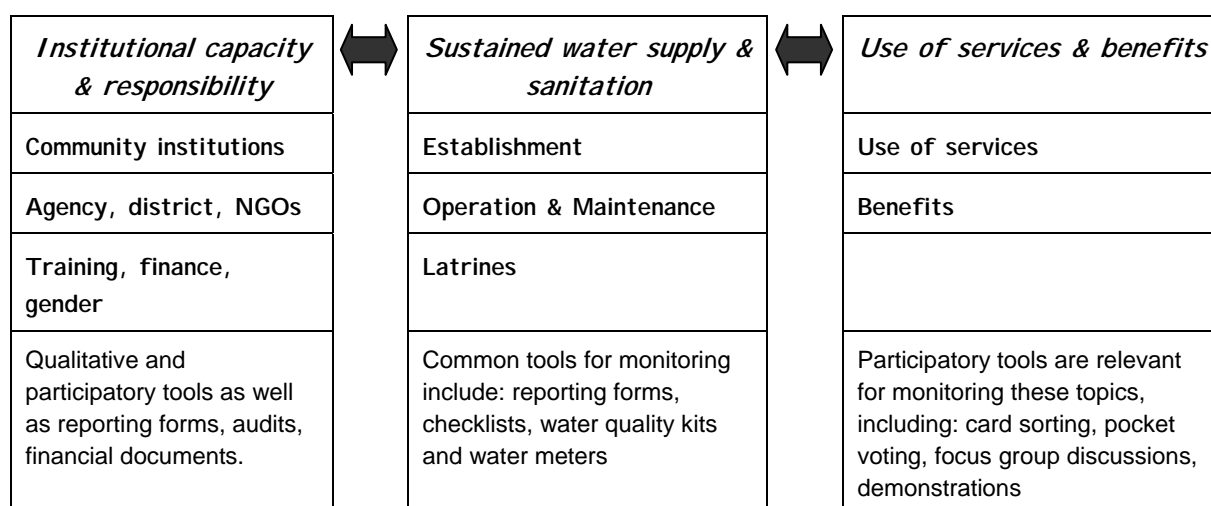 Institutional capacity
& responsibility
Community institutions
Agency, district, NGOs
Training, finance,
gender
Qualitative and
participatory tools as well
as reporting forms, audits,
financial documents.
Sustained water supply &
sanitation
Establishment
Operation & Maintenance
Latrines
Common tools for monitoring
include: reporting forms,
checklists, water quality kits
and water meters
Use of services & benefits
Use of services
Benefits
Participatory tools are relevant
for monitoring these topics,
including: card sorting, pocket
voting, focus group discussions,
demonstrations